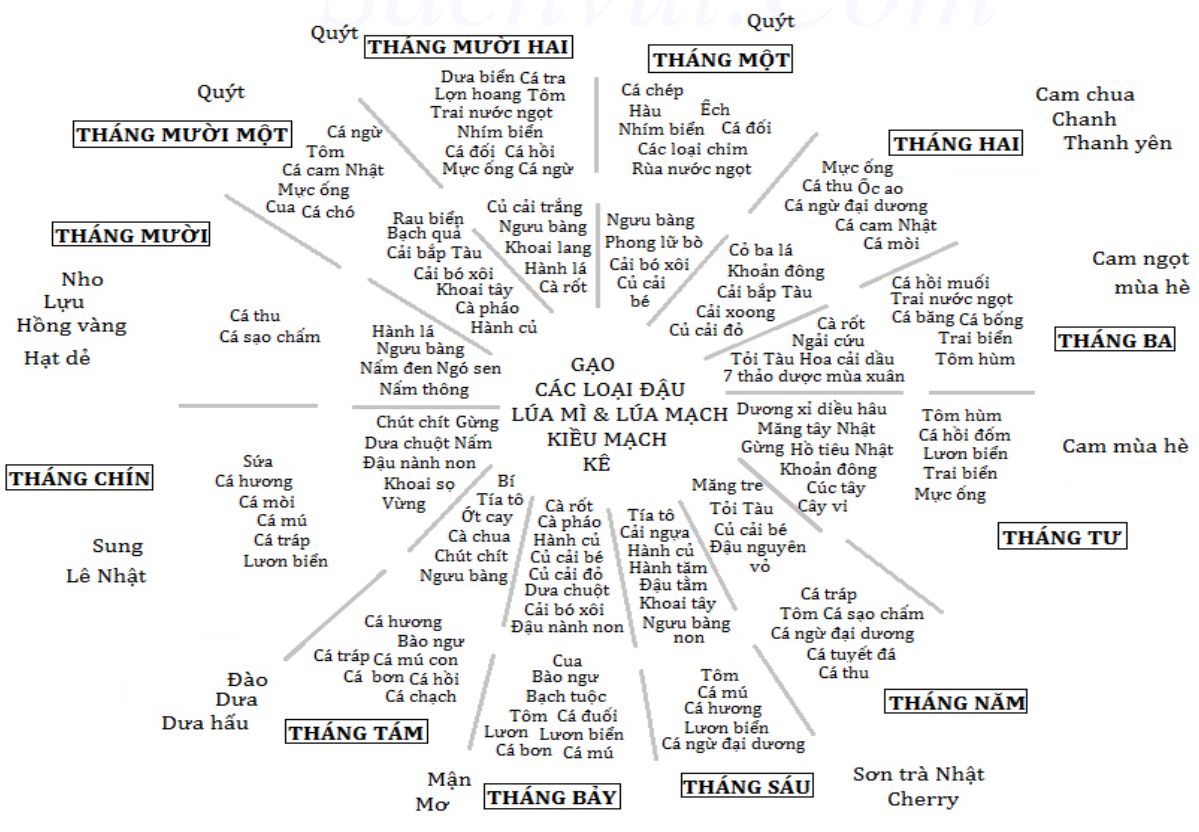 Sachvui.Com
Quýt
THÁNG MỘT
Cá chép
Hàu Ếch
Nhím biển Cá đối
Các loại chim
Rùa nước ngọt
Ngưu bàng
Phong lữ bò
Cải bó xôi
Củ cải
bé
Cam chua
Chanh
Thanh yên
THÁNG HAI
Mực ống
Cá thu Ốc ao
Cá ngừ đại dương
Cá cam Nhật
Cá mòi
Cỏ ba lá
Khoản đông
Cải bắp Tàu
Cải xoong
Củ cải đỏ
Cam ngọt
mùa hè
THÁNG BA
Cá hồi muối
Trai nước ngọt
Cá băng Cá bống
Trai biển
Tôm hùm
Cà rốt
Ngải cứu
Tỏi Tàu Hoa cải dầu
7 thảo dược mùa xuân
Cam mùa hè
THÁNG TƯ
Tôm hùm
Cá hồi đốm
Lươn biển
Trai biển
Mực ống
Dương xỉ diều hâu
Măng tây Nhật
Gừng Hồ tiêu Nhật
Khoản đông
Cúc tây
Cây vi
THÁNG NĂM
Cá tráp
Tôm Cá sạo chấm
Cá ngừ đại dương
Cá tuyết đá
Cá thu
Măng tre
Tỏi Tàu
Củ cải bé
Đậu nguyên
vỏ
Sơn trà Nhật
Cherry
THÁNG SÁU
Tôm
Cá mú
Cá hương
Lươn biển
Cá ngừ đại dương
Tía tô
Cải ngựa
Hành củ
Hành tăm
Đậu tằm
Khoai tây
Ngưu bàng
non
Mận
Mơ
THÁNG BẢY
Cua
Bào ngư
Bạch tuộc
Tôm Cá đuối
Lươn Lươn biển
Cá bơn Cá mú
Cà rốt
Cà pháo
Hành củ
Củ cải bé
Củ cải đỏ
Dưa chuột
Cải bó xôi
Đậu nành non
Đào
Dưa
Dưa hấu
THÁNG TÁM
Cá hương
Bào ngư
Cá tráp Cá mú con
Cá bơn Cá hồi
Cá chạch
Bí
Tía tô
Ớt cay
Cà chua
Chút chít
Ngưu bàng
THÁNG CHÍN
Sung
Lê Nhật
Sứa
Cá hương
Cá mòi
Cá mú
Cá tráp
Lươn biển
Chút chít Gừng
Dưa chuột Nấm
Đậu nành non
Khoai sọ
Vừng
THÁNG MƯỜI
Nho
Lựu
Hồng vàng
Hạt dẻ
Cá thu
Cá sạo chấm
Hành lá
Ngưu bàng
Nấm đen Ngó sen
Nấm thông
Quýt
THÁNG MƯỜI MỘT
Cá ngừ
Tôm
Cá cam Nhật
Mực ống
Cua Cá chó
Rau biển
Bạch quả
Cải bắp Tàu
Cải bó xôi
Khoai tây
Cà pháo
Hành củ
Quýt
THÁNG MƯỜI HAI
Dưa biển Cá tra
Lợn hoang Tôm
Trai nước ngọt
Nhím biển
Cá đối Cá hồi
Mực ống Cá ngừ
Củ cải trắng
Ngưu bàng
Khoai lang
Hành lá
Cà rốt
GẠO
CÁC LOẠI ĐẬU
LÚA MÌ & LÚA MẠCH
KIỀU MẠCH
KÊ